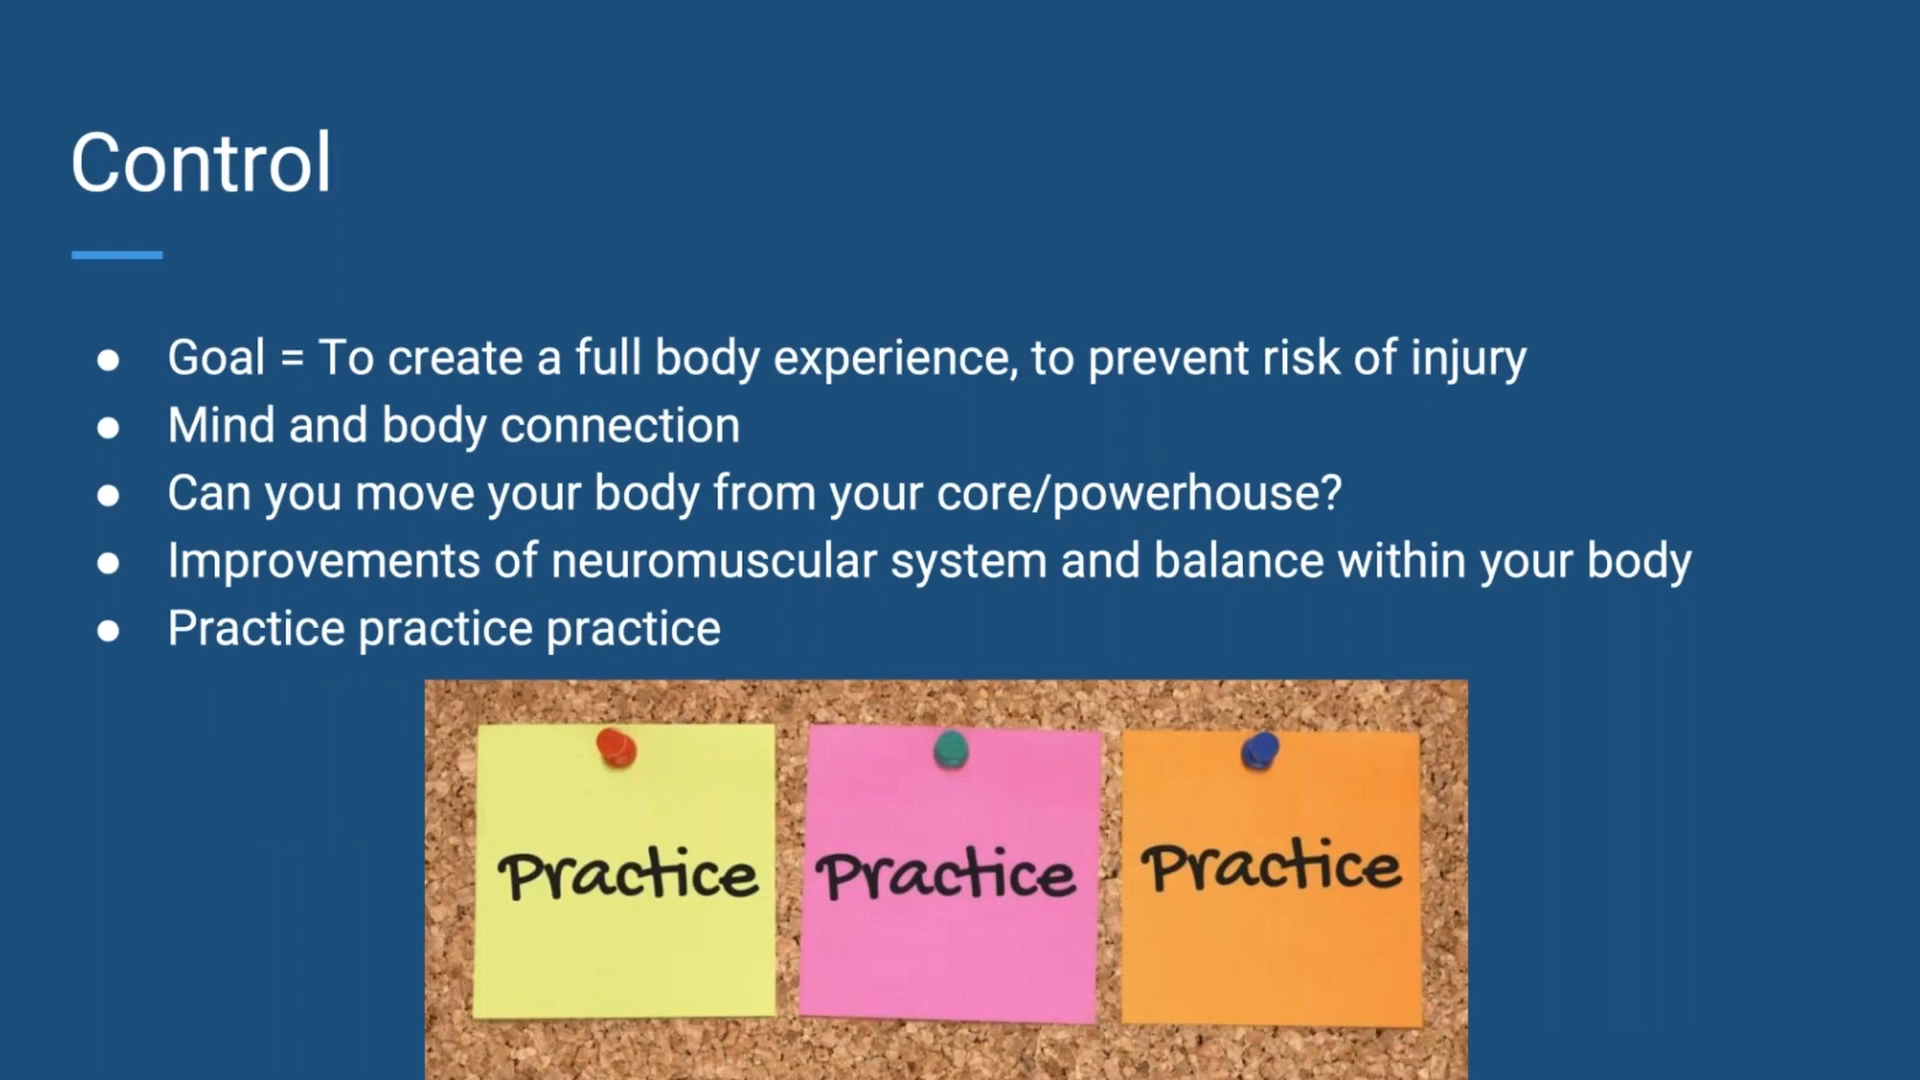 Control
● Goal = To create a full body experience, to prevent risk of injury
● Mind and body connection
● Can you move your body from your core/powerhouse?
● Improvements of neuromuscular system and balance within your body
● Practice practice practice
Practice Practice Practice